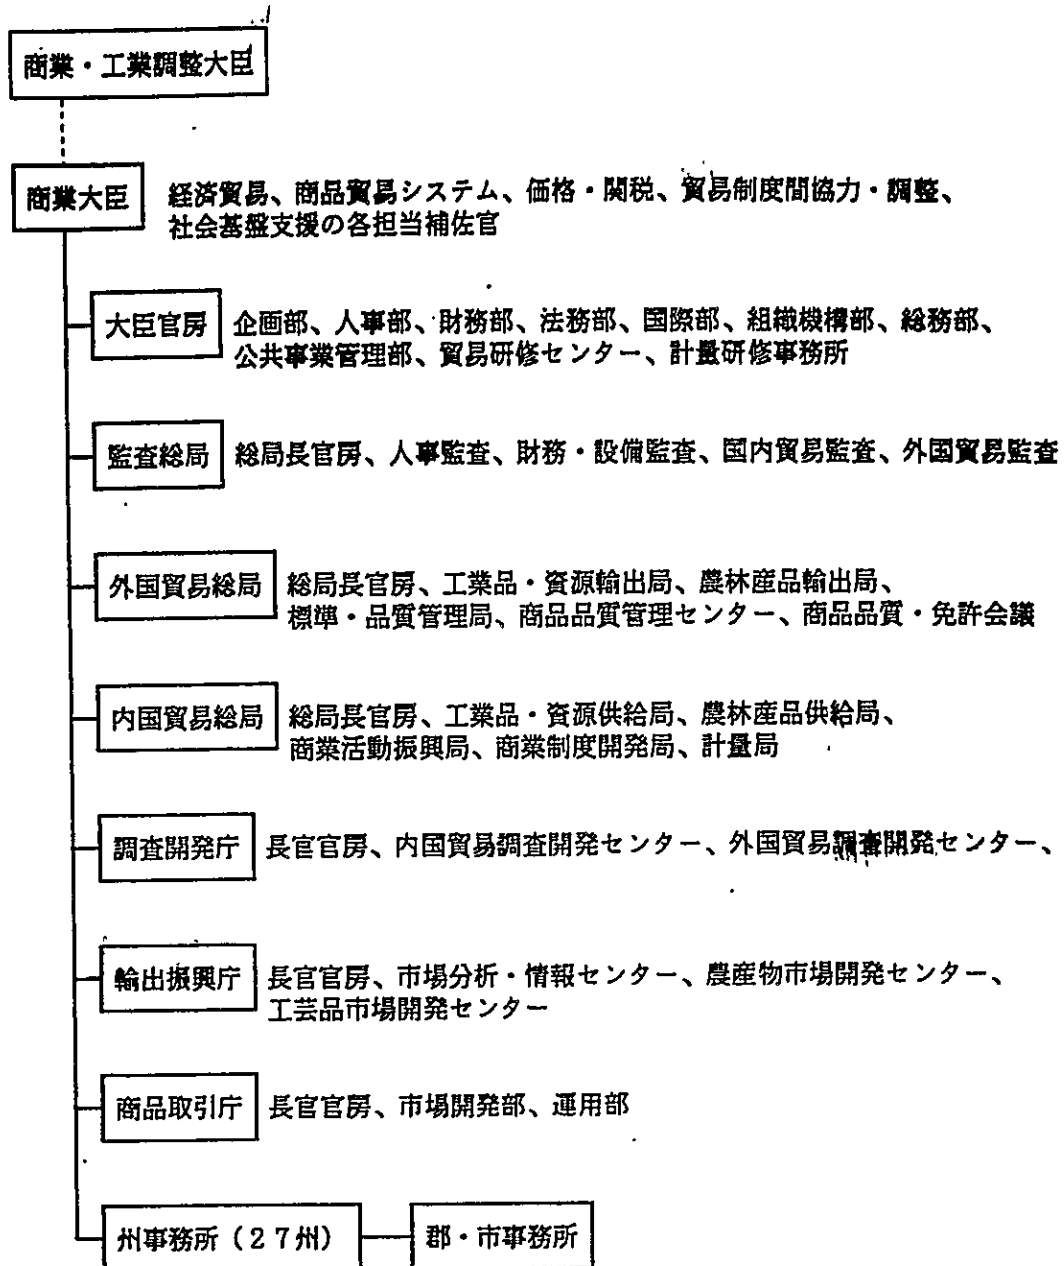 商業・工業調整大臣
商業大臣
経済貿易、商品貿易システム、価格・関税、貿易制度間協力・調整、
社会基盤支援の各担当補佐官
大臣官房
企画部、人事部、財務部、法務部、国際部、組織機構部、総務部、
公共事業管理部、貿易研修センター、計量研修事務所
監査総局
総局長官房、人事監査、財務・設備監査、国内貿易監査、外国貿易監査
外国貿易総局
総局長官房、工業品・資源輸出局、農林産品輸出局、
標準・品質管理局、商品品質管理センター、商品品質・免許会議
内国貿易総局
総局長官房、工業品・資源供給局、農林産品供給局、
商業活動振興局、商業制度開発局、計量局
調査開発庁
長官官房、内国貿易調査開発センター、外国貿易調査開発センター、
輸出振興庁
長官官房、市場分析・情報センター、農産物市場開発センター、
工芸品市場開発センター
商品取引庁
長官官房、市場開発部、運用部
州事務所(27州)
郡・市事務所